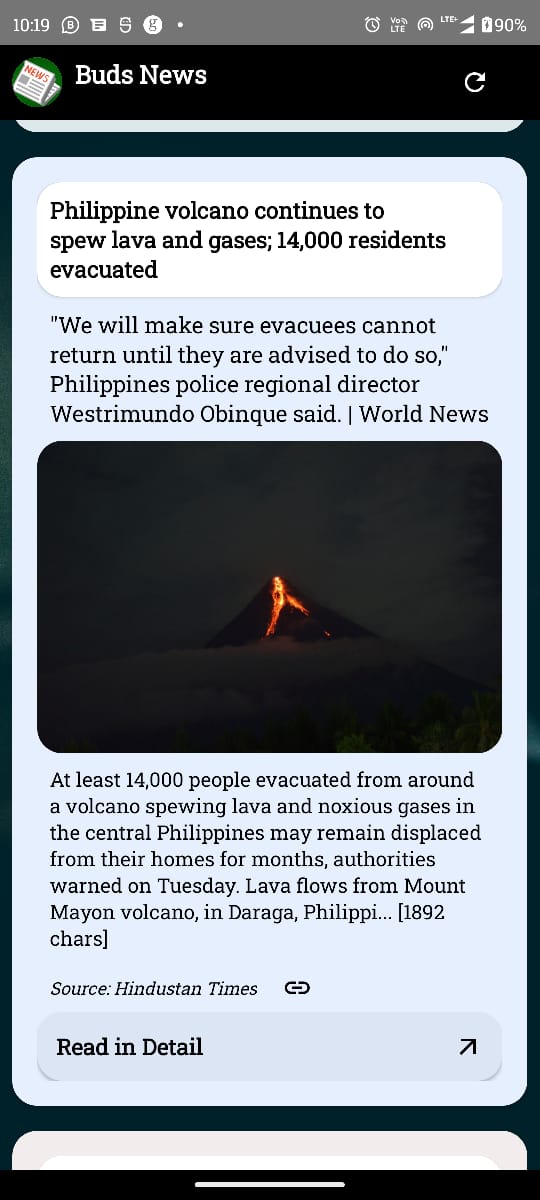 10:19
VoD LTE
LTE+
90%
NEWS
Buds News
Philippine volcano continues to
spew lava and gases; 14,000 residents
evacuated
"We will make sure evacuees cannot
return until they are advised to do so,"
Philippines police regional director
Westrimundo Obinque said. | World News
At least 14,000 people evacuated from around
a volcano spewing lava and noxious gases in
the central Philippines may remain displaced
from their homes for months, authorities
warned on Tuesday. Lava flows from Mount
Mayon volcano, in Daraga, Philippi... [1892
chars]
Source: Hindustan Times
Read in Detail